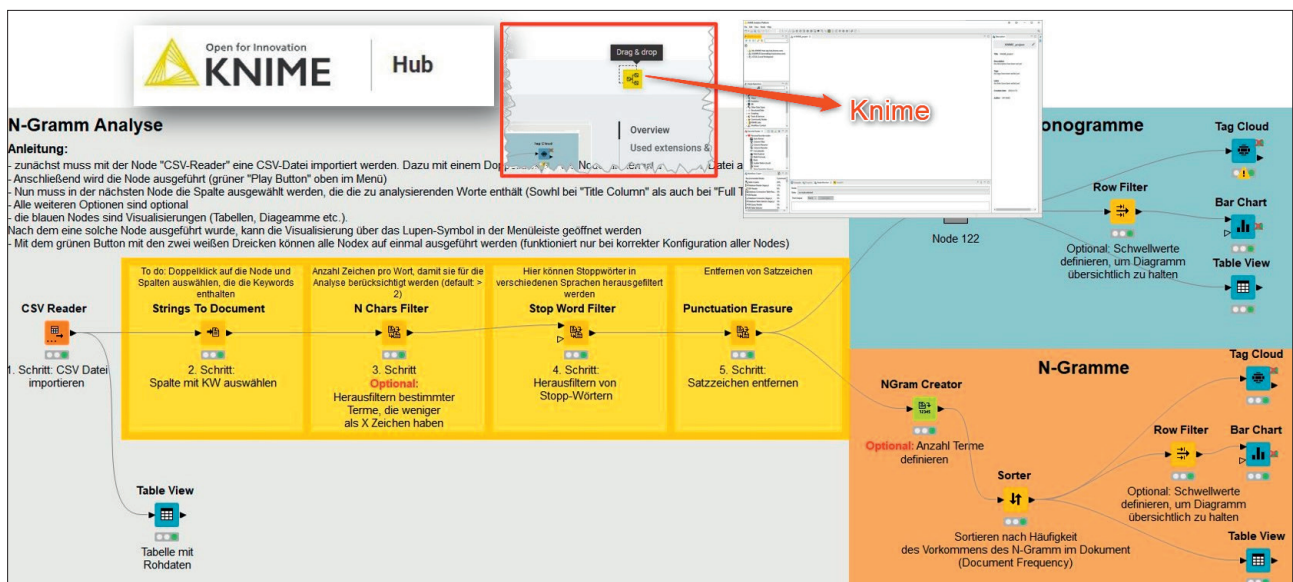 Open for Innovation
KNIME
Hub
Drag & drop
Overview
Used extensions &
Knime
N-Gramm Analyse
Anleitung:
- zunächst muss mit der Node "CSV-Reader" eine CSV-Datei importiert werden. Dazu mit einem Dop
- Anschließend wird die Node ausgeführt (grüner "Play Button" oben im Menü)
- Nun muss in der nächsten Node die Spalte ausgewählt werden, die die zu analysierenden Worte enthält (Sowhl bei "Title Column" als auch bei "Full T
- Alle weiteren Optionen sind optional
- die blauen Nodes sind Visualisierungen (Tabellen, Diageamme etc.).
Nach dem eine solche Node ausgeführt wurde, kann die Visualisierung über das Lupen-Symbol in der Menüleiste geöffnet werden
- Mit dem grünen Button mit den zwei weißen Dreicken können alle Nodex auf einmal ausgeführt werden (funktioniert nur bei korrekter Konfiguration aller Nodes)
To do: Doppelklick auf die Node und
Spalten auswählen, die die Keywords
enthalten
Strings To Document
2. Schritt:
Spalte mit KW auswählen
Anzahl Zeichen pro Wort, damit sie für die
Analyse berücksichtigt werden (default: >
2)
N Chars Filter
3. Schritt
Optional:
Herausfiltern bestimmter
Terme, die weniger
als X Zeichen haben
Hier können Stoppwörter in
verschiedenen Sprachen herausgefiltert
werden
Stop Word Filter
4. Schritt:
Herausfiltern von
Stopp-Wörtern
Entfernen von Satzzeichen
Punctuation Erasure
5. Schritt:
Satzzeichen entfernen
CSV Reader
1. Schritt: CSV Datei
importieren
Table View
Tabelle mit
Rohdaten
onogramme
Node 122
Tag Cloud
Row Filter
Optional: Schwellwerte
definieren, um Diagramm
übersichtlich zu halten
Bar Chart
Table View
N-Gramme
NGram Creator
Optional: Anzahl Terme
definieren
Sorter
Sortieren nach Häufigkeit
des Vorkommens des N-Gramm im Dokument
(Document Frequency)
Tag Cloud
Row Filter
Optional: Schwellwerte
definieren, um Diagramm
übersichtlich zu halten
Bar Chart
Table View